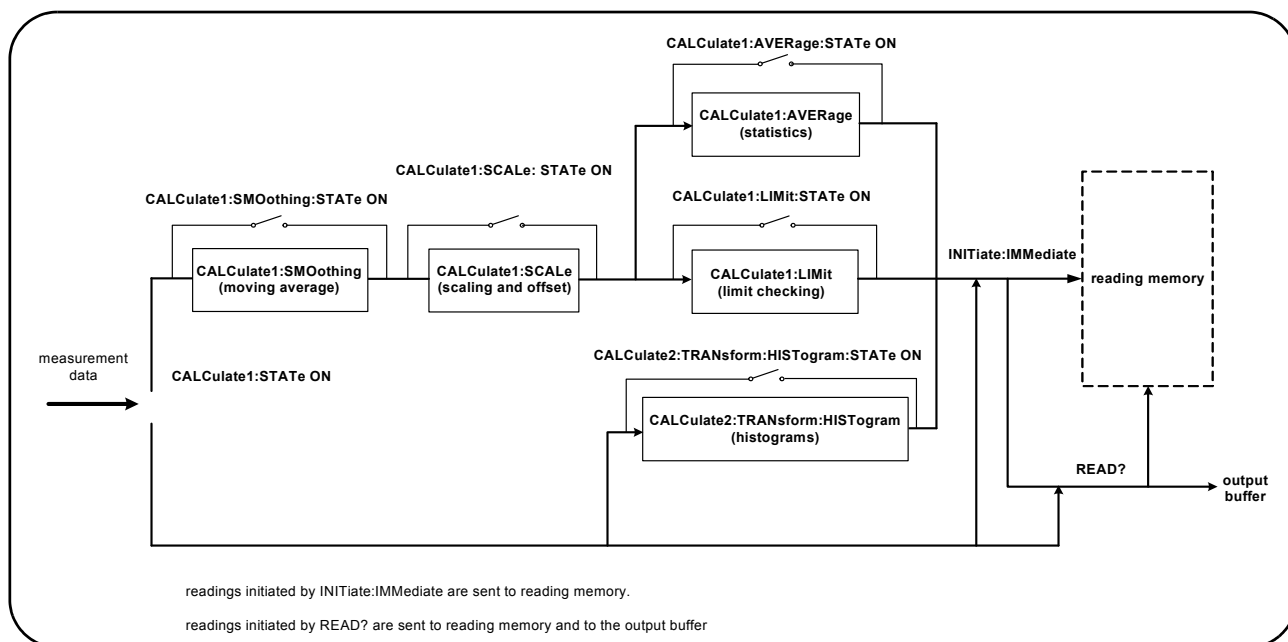 CALCulate1:AVERage:STATe ON
CALCulate1:AVERage
(statistics)
CALCulate1:SCALe: STATe ON
CALCulate1:SMOothing:STATe ON
CALCulate1:LIMit:STATe ON
CALCulate1:SMOothing
(moving average)
CALCulate1:SCALe
(scaling and offset)
CALCulate1:LIMit
(limit checking)
INITiate:IMMediate
reading memory
measurement
data
CALCulate1:STATe ON
CALCulate2:TRANsform:HISTogram:STATe ON
CALCulate2:TRANsform:HISTogram
(histograms)
READ?
output
buffer
readings initiated by INITiate:IMMediate are sent to reading memory.
readings initiated by READ? are sent to reading memory and to the output buffer